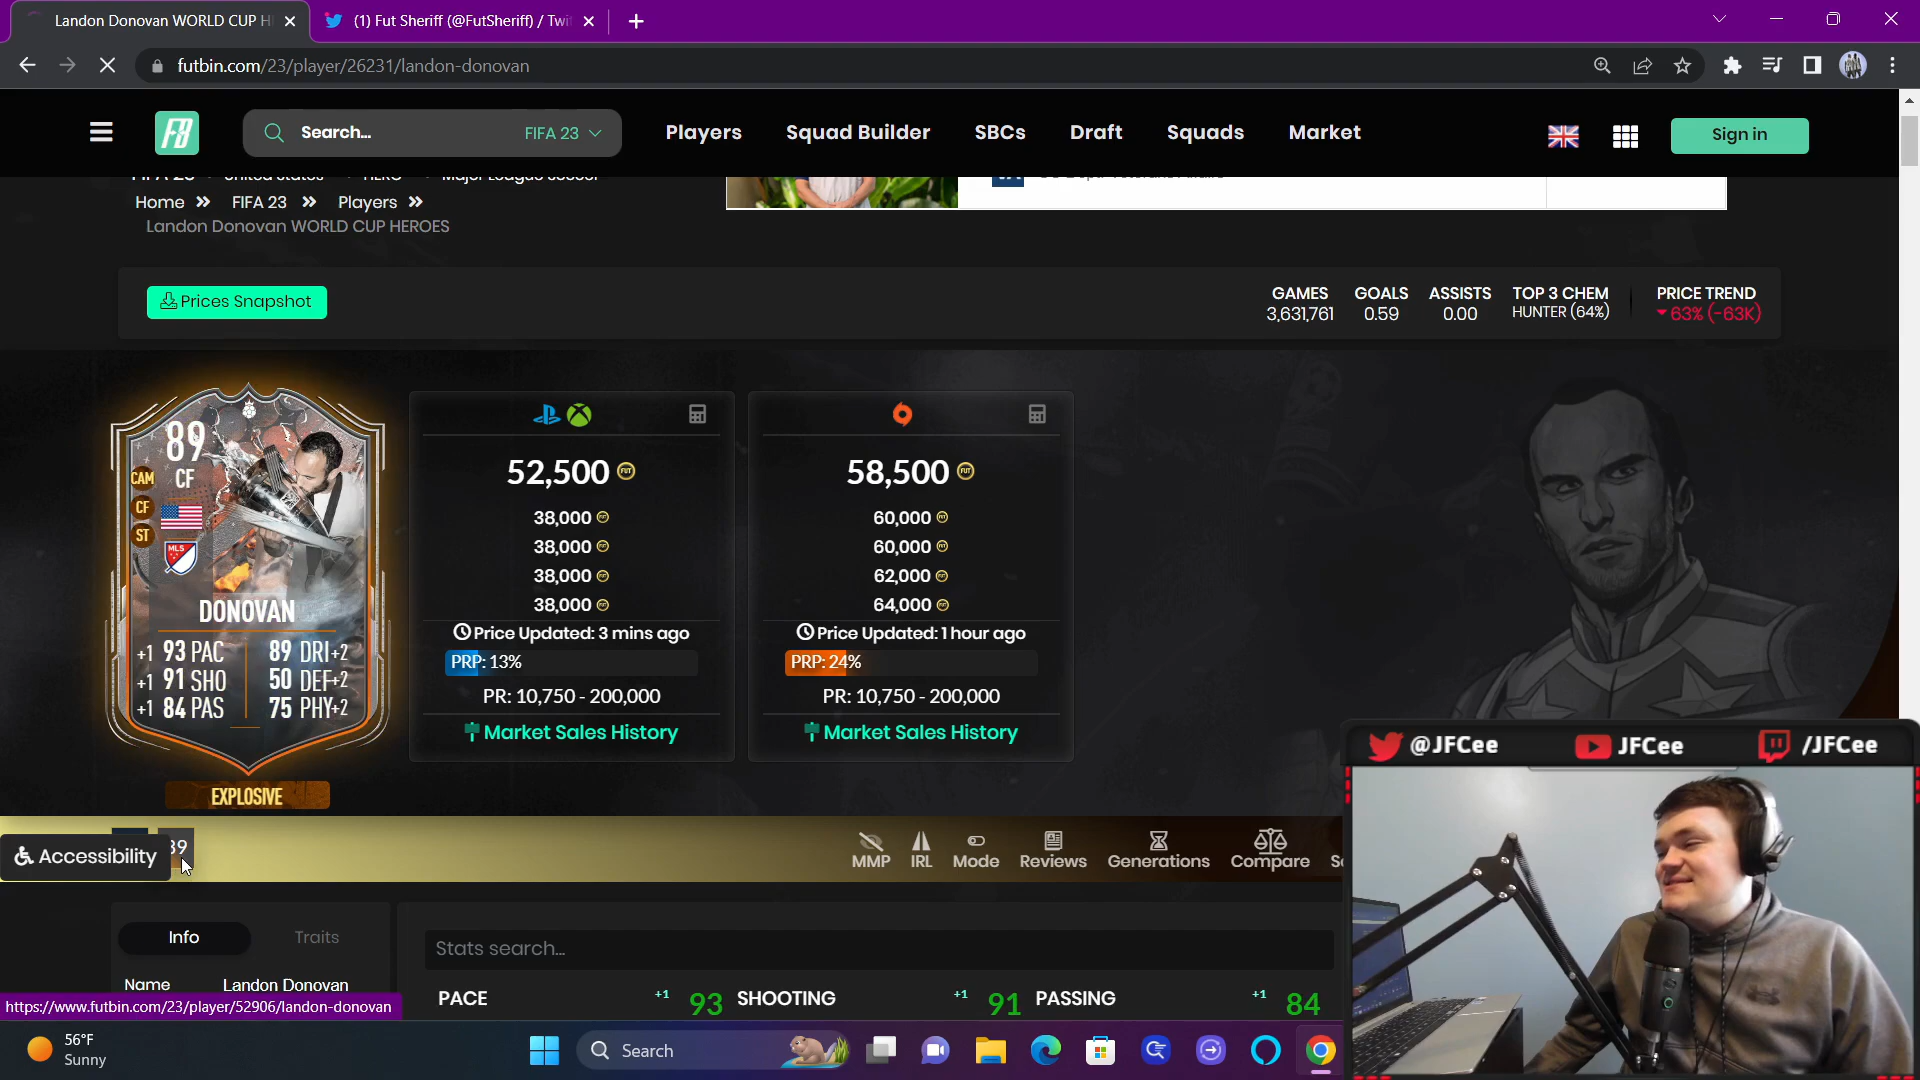 Landon Donovan WORLD CUP H
(1) Fut Sheriff (@FutSheriff) / Twi
futbin.com/23/player/26231/landon-donovan
Search...
FIFA 23
Players
Squad Builder
SBCs
Draft
Squads
Market
Sign in
Home » FIFA 23 » Players »
Landon Donovan WORLD CUP HEROES
Prices Snapshot
GAMES
3,631,761
GOALS
0.59
ASSISTS
0.00
TOP 3 CHEM
HUNTER (64%)
PRICE TREND
63% (-63K)
89
CF
CAM
CF
ST
MLS
DONOVAN
+1 93 PAC 89 DRI+2
+1 91 SHO 50 DEF+2
+1 84 PAS 75 PHY+2
EXPLOSIVE
52,500
38,000
38,000
38,000
38,000
Price Updated: 3 mins ago
PRP: 13%
PR: 10,750 - 200,000
Market Sales History
58,500
60,000
60,000
62,000
64,000
Price Updated: 1 hour ago
PRP: 24%
PR: 10,750 - 200,000
Market Sales History
@JFCee
JFCee
/JFCee
Accessibility
MMP
IRL
Mode
Reviews
Generations
Compare
Info
Traits
Name Landon Donovan
Stats search...
PACE +1 93
SHOOTING +1 91
PASSING +1 84
https://www.futbin.com/23/player/52906/landon-donovan
56°F
Sunny
Search